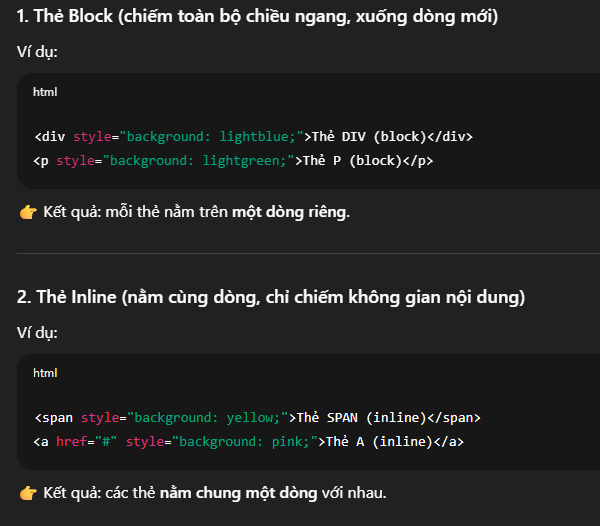 1. Thẻ Block (chiếm toàn bộ chiều ngang, xuống dòng mới)
Ví dụ:
html
<div style="background: lightblue;">Thẻ DIV (block)</div>
<p style="background: lightgreen;">Thẻ P (block)</p>
👉 Kết quả: mỗi thẻ nằm trên một dòng riêng.
2. Thẻ Inline (nằm cùng dòng, chỉ chiếm không gian nội dung)
Ví dụ:
html
<span style="background: yellow;">Thẻ SPAN (inline)</span>
<a href="#" style="background: pink;">Thẻ A (inline)</a>
👉 Kết quả: các thẻ nằm chung một dòng với nhau.